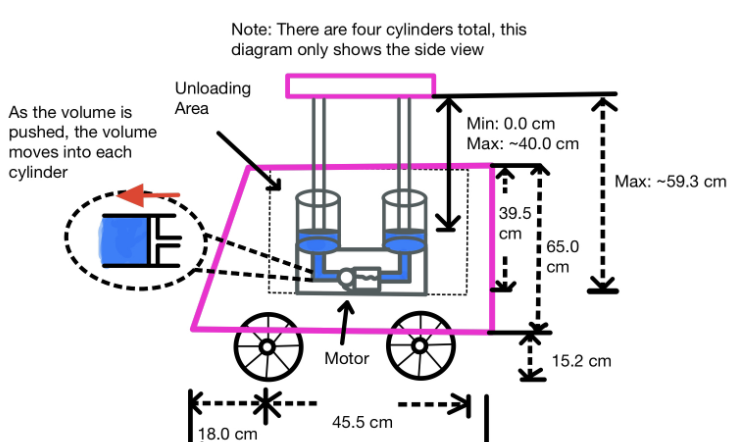 Note: There are four cylinders total, this
diagram only shows the side view
Unloading
Area
As the volume is
pushed, the volume
moves into each
cylinder
Min: 0.0 cm
Max: ~40.0 cm
Max: ~59.3 cm
39.5
cm
65.0
cm
Motor
15.2 cm
45.5 cm
18.0 cm